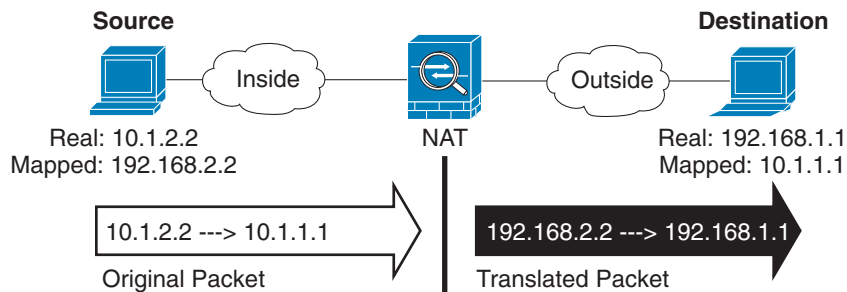 Source
Destination
Inside
Outside
Real: 10.1.2.2
Mapped: 192.168.2.2
NAT
Real: 192.168.1.1
Mapped: 10.1.1.1
10.1.2.2 ---> 10.1.1.1
192.168.2.2 ---> 192.168.1.1
Original Packet
Translated Packet